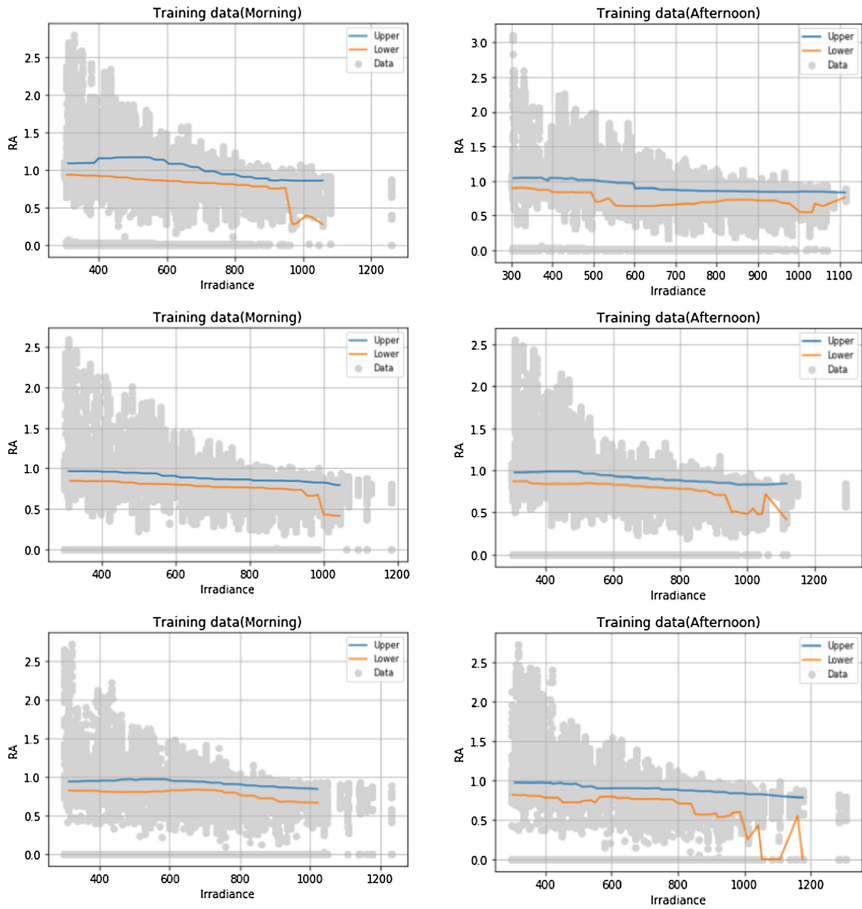 Training data(Morning)
Upper
Lower
Data
2.5
2.0
1.5
1.0
0.5
0.0
RA
400 600 800 1000 1200
Irradiance
Training data(Afternoon)
Upper
Lower
Data
3.0
2.5
2.0
1.5
1.0
0.5
0.0
RA
300 400 500 600 700 800 900 1000 1100
Irradiance
Training data(Morning)
Upper
Lower
Data
2.5
2.0
1.5
1.0
0.5
0.0
RA
400 600 800 1000 1200
Irradiance
Training data(Afternoon)
Upper
Lower
Data
2.5
2.0
1.5
1.0
0.5
0.0
RA
400 600 800 1000 1200
Irradiance
Training data(Morning)
Upper
Lower
Data
2.5
2.0
1.5
1.0
0.5
0.0
RA
400 600 800 1000 1200
Irradiance
Training data(Afternoon)
Upper
Lower
Data
2.5
2.0
1.5
1.0
0.5
0.0
RA
400 600 800 1000 1200
Irradiance